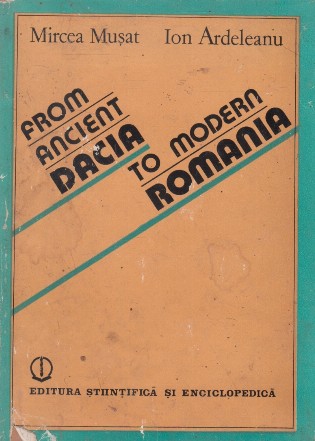 Mircea Mușat Ion Ardeleanu
FROM
ANCIENT
DACIA
TO MODERN
ROMANIA
EDITURA ȘTIINȚIFICĂ ȘI ENCICLOPEDICĂ